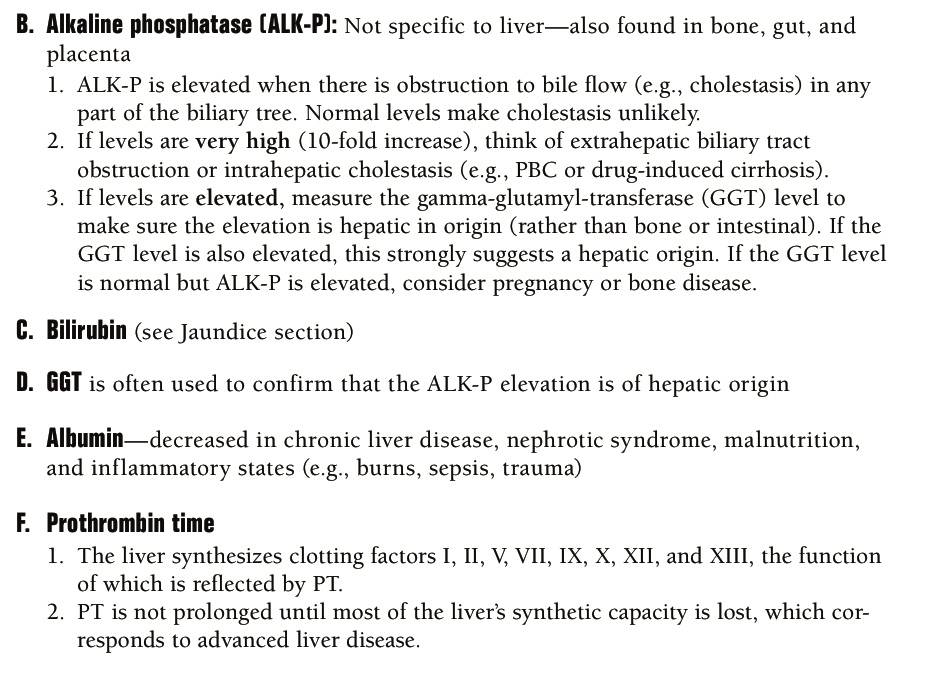 B. Alkaline phosphatase (ALK-P): Not specific to liver—also found in bone, gut, and
placenta
1. ALK-P is elevated when there is obstruction to bile flow (e.g., cholestasis) in any
part of the biliary tree. Normal levels make cholestasis unlikely.
2. If levels are very high (10-fold increase), think of extrahepatic biliary tract
obstruction or intrahepatic cholestasis (e.g., PBC or drug-induced cirrhosis).
3. If levels are elevated, measure the gamma-glutamyl-transferase (GGT) level to
make sure the elevation is hepatic in origin (rather than bone or intestinal). If the
GGT level is also elevated, this strongly suggests a hepatic origin. If the GGT level
is normal but ALK-P is elevated, consider pregnancy or bone disease.
C. Bilirubin (see Jaundice section)
D. GGT is often used to confirm that the ALK-P elevation is of hepatic origin
E. Albumin—decreased in chronic liver disease, nephrotic syndrome, malnutrition,
and inflammatory states (e.g., burns, sepsis, trauma)
F. Prothrombin time
1. The liver synthesizes clotting factors I, II, V, VII, IX, X, XII, and XIII, the function
of which is reflected by PT.
2. PT is not prolonged until most of the liver's synthetic capacity is lost, which cor-
responds to advanced liver disease.